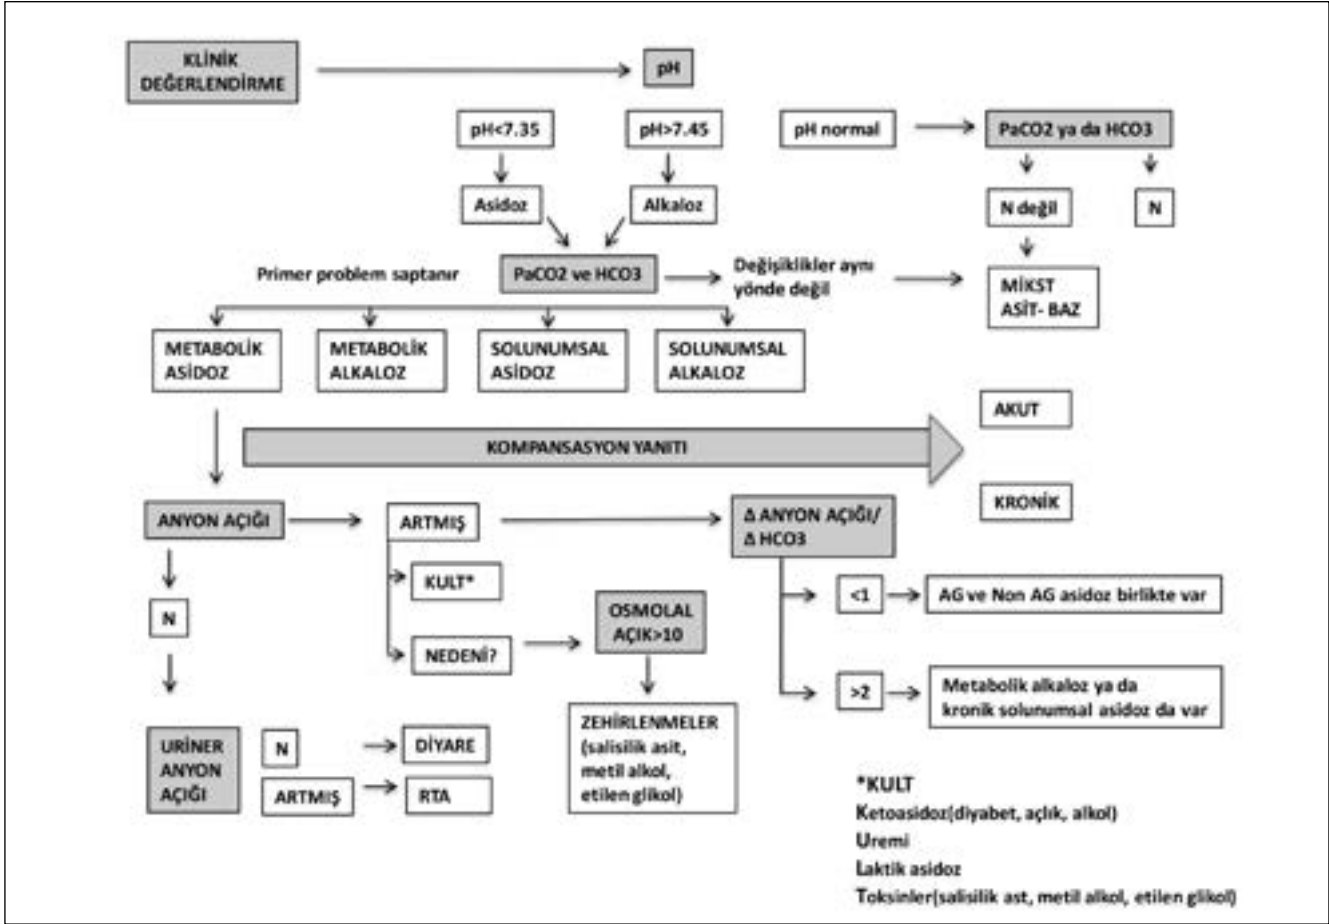 KLİNİK
DEĞERLENDİRME
pH
pH<7.35
pH>7.45
pH normal
PaCO2 ya da HCO3
Asidoz
Alkaloz
N değil
N
Primer problem saptanır
PaCO2 ve HCO3
Değişiklikler aynı
yönde değil
MİKST
ASİT- BAZ
METABOLİK
ASİDOZ
METABOLİK
ALKALOZ
SOLUNUMSAL
ASİDOZ
SOLUNUMSAL
ALKALOZ
AKUT
KOMPANSASYON YANITI
KRONİK
ANYON AÇIĞI
ARTMIŞ
Δ ANYON AÇIĞI/
Δ HCO3
KULT*
<1
AG ve Non AG asidoz birlikte var
N
OSMOLAL
AÇIK>10
NEDENİ?
>2
Metabolik alkaloz ya da
kronik solunumsal asidoz da var
URİNER
ANYON
AÇIĞI
N
DİYARE
ARTMIŞ
RTA
ZEHİRLENMELER
(salisilik asit,
metil alkol,
etilen glikol)
*KULT
Ketoasidoz(diyabet, açlık, alkol)
Uremi
Laktik asidoz
Toksinler(salisilik ast, metil alkol, etilen glikol)